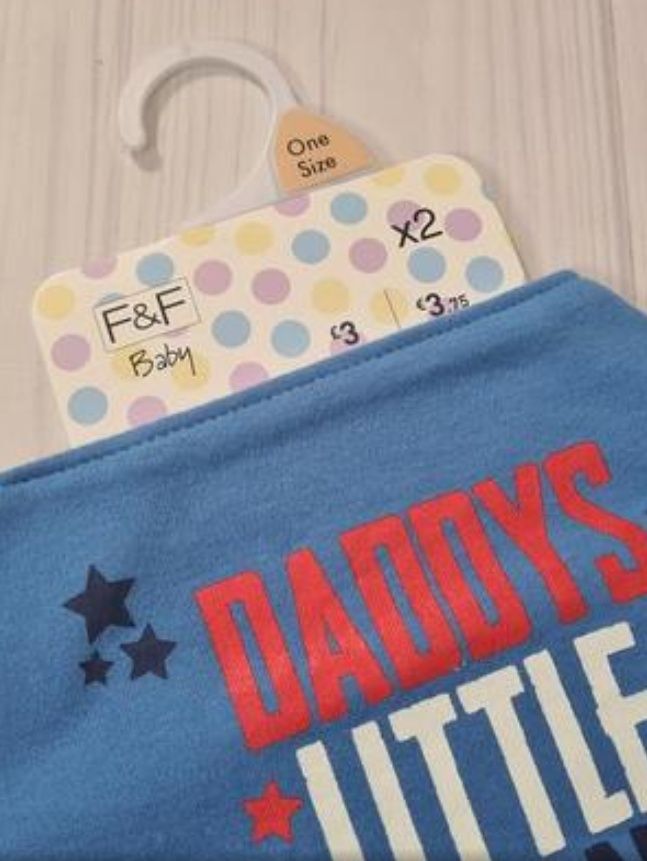 One
Size
x2
F&F
Baby
£3
€3.75
DADDYS
LITTLE